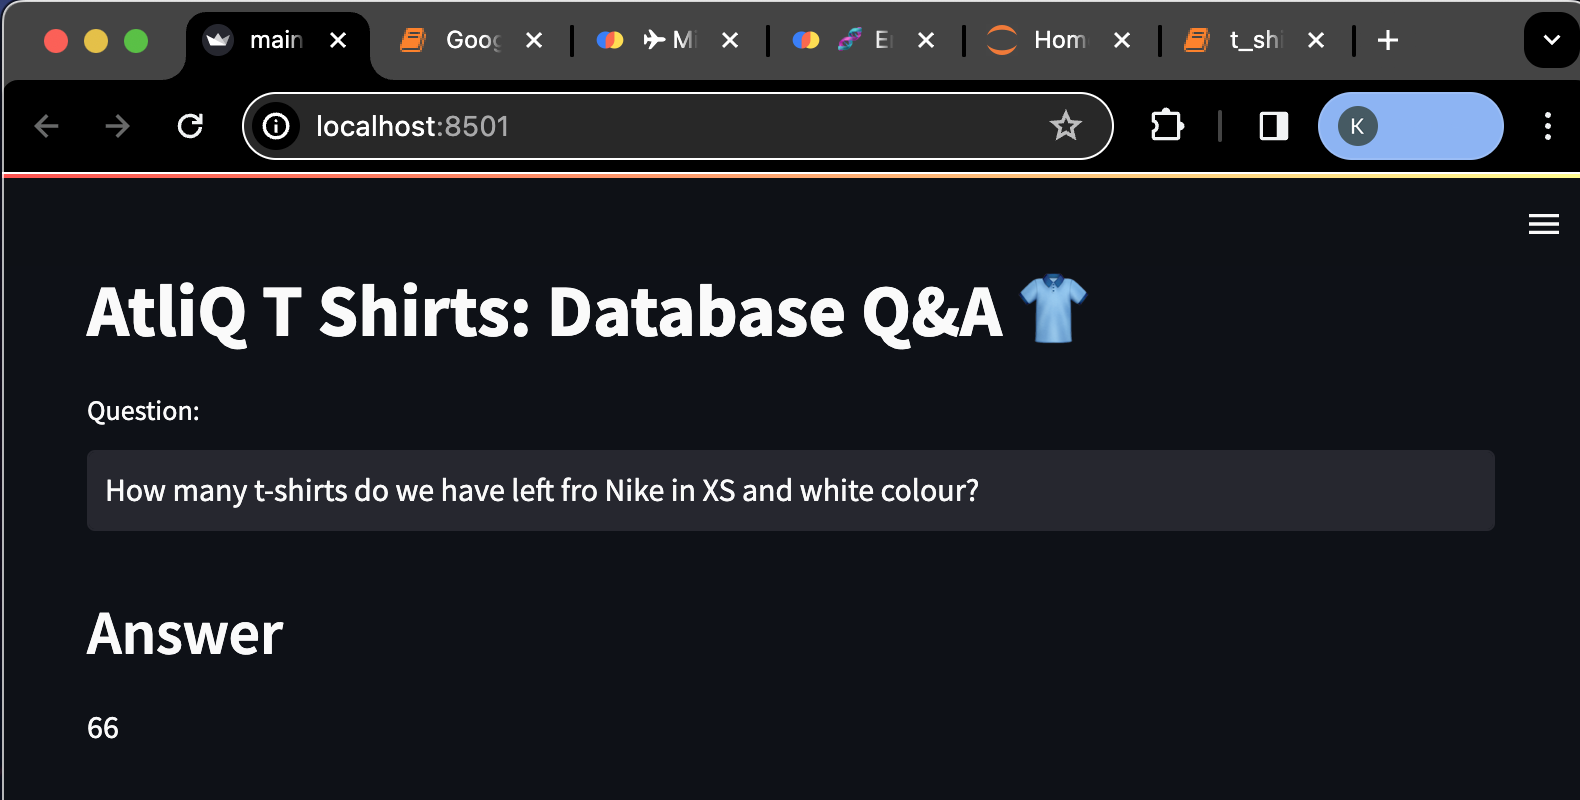 main
Goog
Mi
Hom
t_shi
localhost:8501
K
AtliQ T Shirts: Database Q&A
Question:
How many t-shirts do we have left fro Nike in XS and white colour?
Answer
66